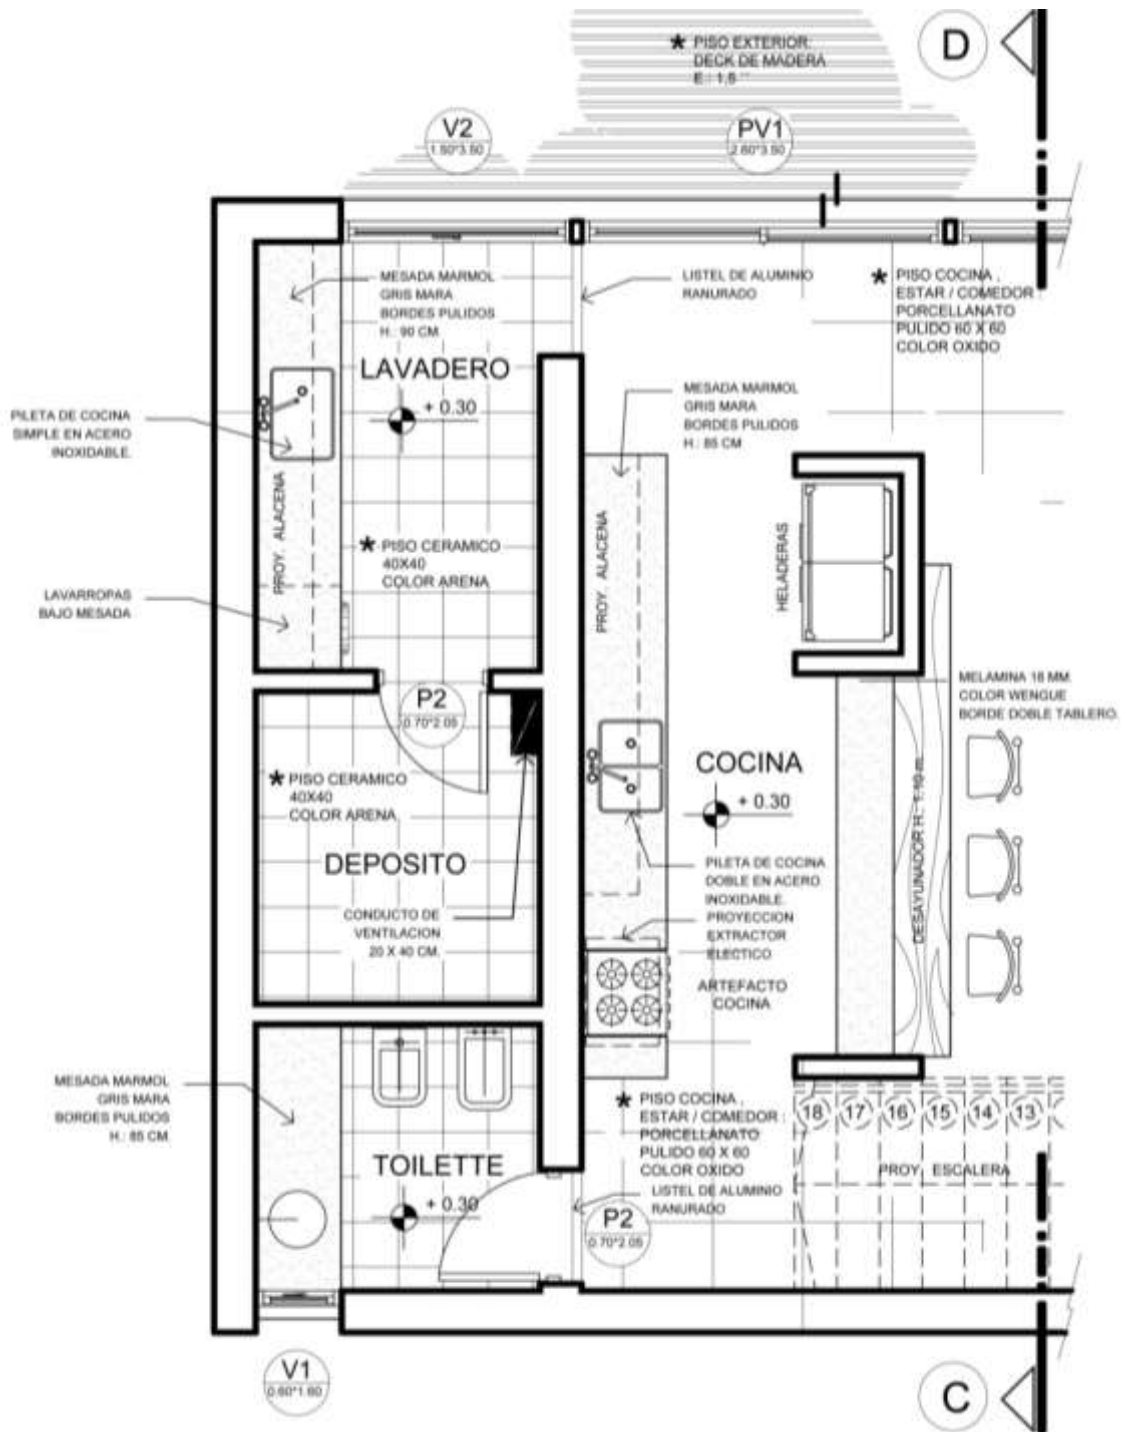 * PISO EXTERIOR:
DECK DE MADERA
E.: 1,5 ´´
D
V2
1.50*3.50
PV1
2.60*3.50
MESADA MARMOL
GRIS MARA
BORDES PULIDOS
H.: 90 CM.
LISTEL DE ALUMINIO
RANURADO
* PISO COCINA ,
ESTAR / COMEDOR :
PORCELLANATO
PULIDO 60 X 60
COLOR OXIDO
LAVADERO
+ 0.30
PILETA DE COCINA
SIMPLE EN ACERO
INOXIDABLE.
MESADA MARMOL
GRIS MARA
BORDES PULIDOS
H.: 85 CM
PROY. ALACENA
PROY. ALACENA
HELADERAS
* PISO CERAMICO
40X40
COLOR ARENA
LAVARROPAS
BAJO MESADA
P2
0.70*2.05
MELAMINA 18 MM.
COLOR WENGUE
BORDE DOBLE TABLERO.
* PISO CERAMICO
40X40
COLOR ARENA
COCINA
+ 0.30
DESAYUNADOR H.: 1.10 m.
DEPOSITO
PILETA DE COCINA
DOBLE EN ACERO
INOXIDABLE.
CONDUCTO DE
VENTILACION
20 X 40 CM.
PROYECCION
EXTRACTOR
ELECTICO
ARTEFACTO
COCINA
MESADA MARMOL
GRIS MARA
BORDES PULIDOS
H.: 85 CM
* PISO COCINA ,
ESTAR / COMEDOR :
PORCELLANATO
PULIDO 60 X 60
COLOR OXIDO
18 17 16 15 14 13
PROY. ESCALERA
TOILETTE
+ 0.30
LISTEL DE ALUMINIO
RANURADO
P2
0.70*2.05
V1
0.60*1.60
C